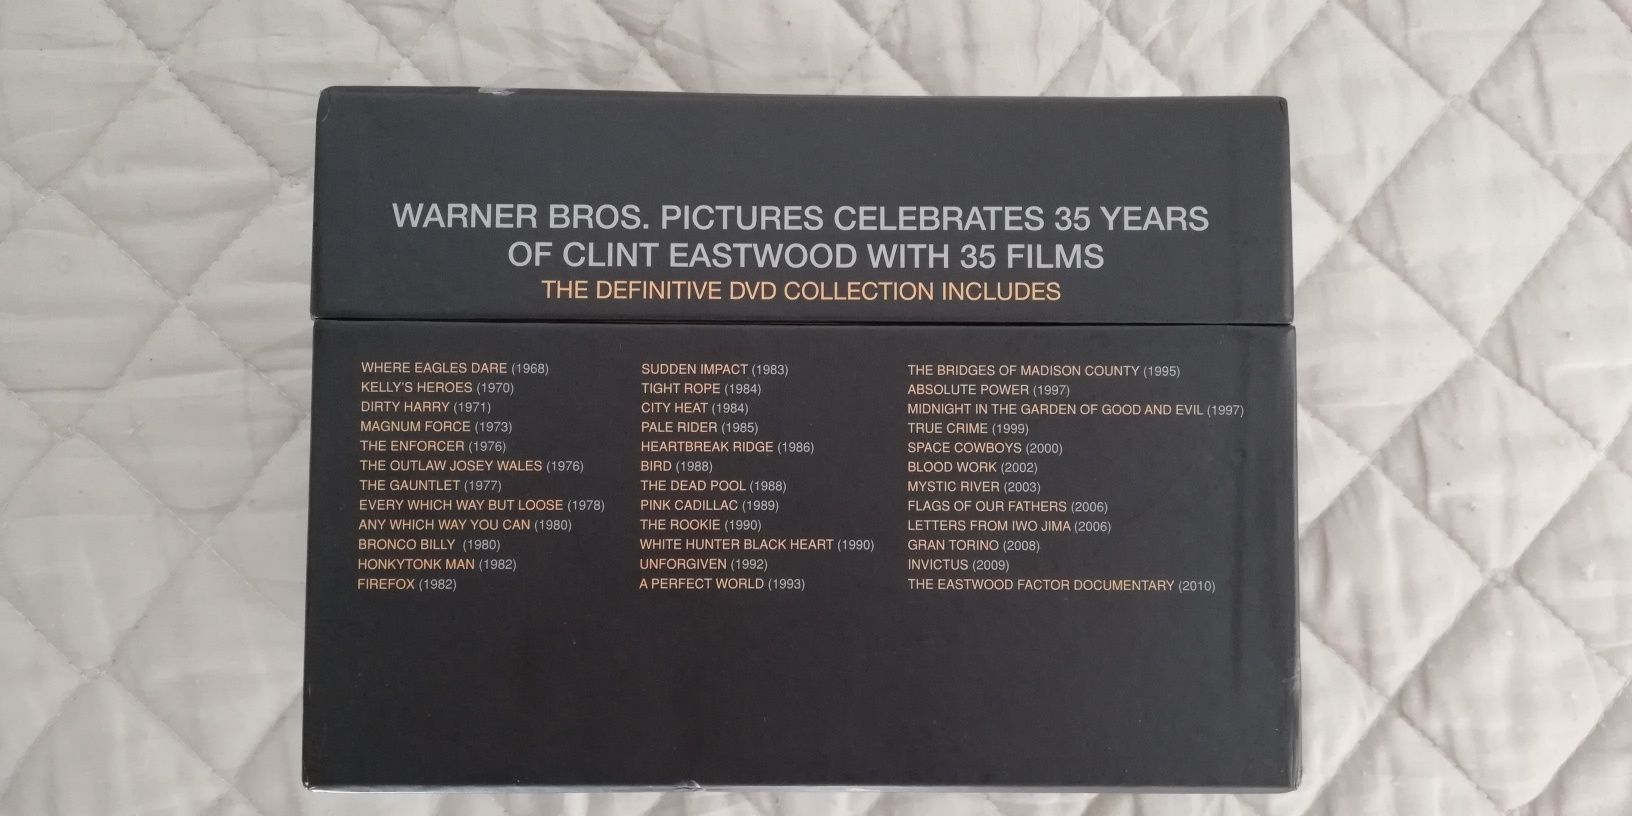 WARNER BROS. PICTURES CELEBRATES 35 YEARS
OF CLINT EASTWOOD WITH 35 FILMS
THE DEFINITIVE DVD COLLECTION INCLUDES
WHERE EAGLES DARE (1968)
KELLY'S HEROES (1970)
DIRTY HARRY (1971)
MAGNUM FORCE (1973)
THE ENFORCER (1976)
THE OUTLAW JOSEY WALES (1976)
THE GAUNTLET (1977)
EVERY WHICH WAY BUT LOOSE (1978)
ANY WHICH WAY YOU CAN (1980)
BRONCO BILLY (1980)
HONKYTONK MAN (1982)
FIREFOX (1982)
SUDDEN IMPACT (1983)
TIGHT ROPE (1984)
CITY HEAT (1984)
PALE RIDER (1985)
HEARTBREAK RIDGE (1986)
BIRD (1988)
THE DEAD POOL (1988)
PINK CADILLAC (1989)
THE ROOKIE (1990)
WHITE HUNTER BLACK HEART (1990)
UNFORGIVEN (1992)
A PERFECT WORLD (1993)
THE BRIDGES OF MADISON COUNTY (1995)
ABSOLUTE POWER (1997)
MIDNIGHT IN THE GARDEN OF GOOD AND EVIL (1997)
TRUE CRIME (1999)
SPACE COWBOYS (2000)
BLOOD WORK (2002)
MYSTIC RIVER (2003)
FLAGS OF OUR FATHERS (2006)
LETTERS FROM IWO JIMA (2006)
GRAN TORINO (2008)
INVICTUS (2009)
THE EASTWOOD FACTOR DOCUMENTARY (2010)